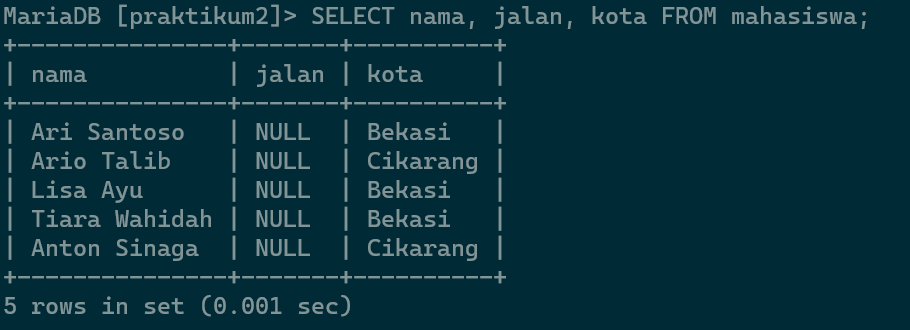 MariaDB [praktikum2]> SELECT nama, jalan, kota FROM mahasiswa;
+---------------+-------+----------+
| nama          | jalan | kota     |
+---------------+-------+----------+
| Ari Santoso   | NULL  | Bekasi   |
| Ario Talib    | NULL  | Cikarang |
| Lisa Ayu      | NULL  | Bekasi   |
| Tiara Wahidah | NULL  | Bekasi   |
| Anton Sinaga  | NULL  | Cikarang |
+---------------+-------+----------+
5 rows in set (0.001 sec)